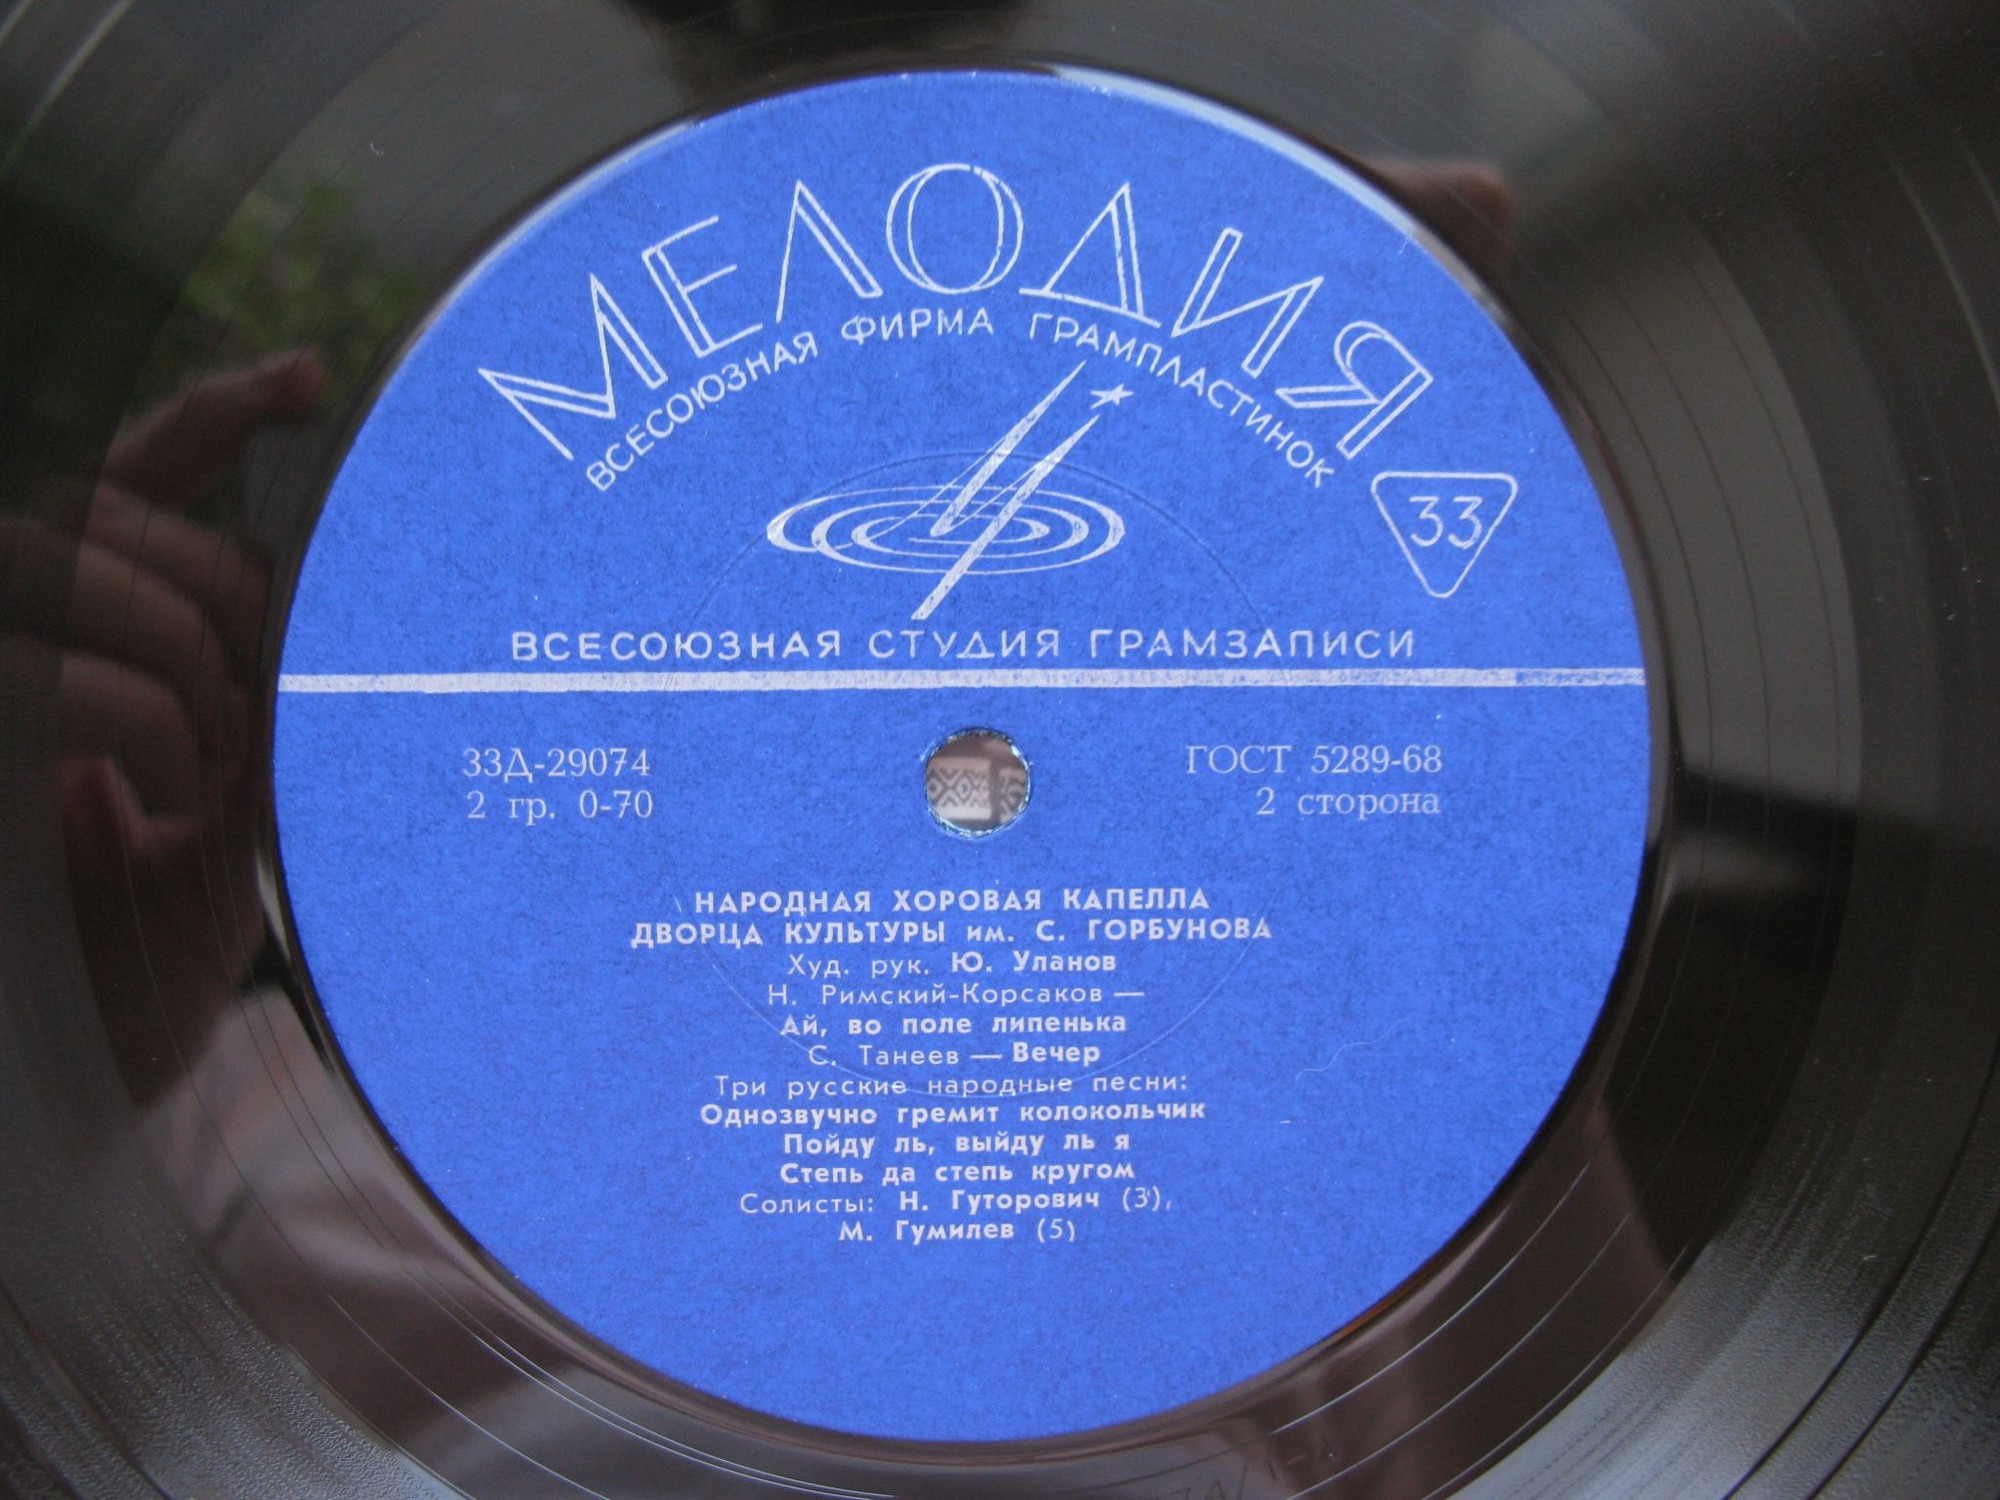 МЕЛОДИЯ
ВСЕСОЮЗНАЯ ФИРМА ГРАМПЛАСТИНОК
33
ВСЕСОЮЗНАЯ СТУДИЯ ГРАМЗАПИСИ
33Д-29074
2 гр. 0-70
ГОСТ 5289-68
2 сторона
НАРОДНАЯ ХОРОВАЯ КАПЕЛЛА
ДВОРЦА КУЛЬТУРЫ им. С. ГОРБУНОВА
Худ. рук. Ю. Уланов
Н. Римский-Корсаков —
Ай, во поле липенька
С. Танеев — Вечер
Три русские народные песни:
Однозвучно гремит колокольчик
Пойду ль, выйду ль я
Степь да степь кругом
Солисты: Н. Гуторович (3),
М. Гумилев (5)